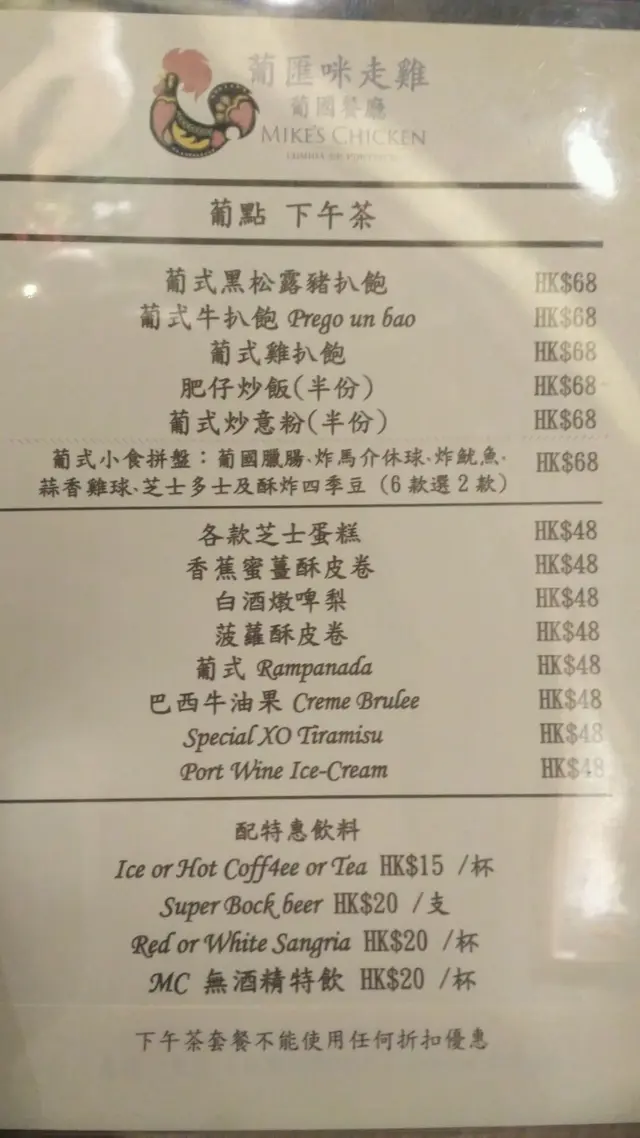 葡匯咪走雞
葡國餐廳
MIKE'S CHICKEN
葡點 下午茶
葡式黑松露豬扒飽 HK$68
葡式牛扒飽 Prego un bao HK$68
葡式雞扒飽 HK$68
肥仔炒飯(半份) HK$68
葡式炒意粉(半份) HK$68
葡式小食拼盤：葡國臘腸、炸馬介休球、炸魷魚、 HK$68
蒜香雞球、芝士多士及酥炸四季豆 (6款選2款)
各款芝士蛋糕 HK$48
香蕉蜜薑酥皮卷 HK$48
白酒燉啤梨 HK$48
菠蘿酥皮卷 HK$48
葡式 Rampanada HK$48
巴西牛油果 Creme Brulee HK$48
Special XO Tiramisu HK$48
Port Wine Ice-Cream HK$48
配特惠飲料
Ice or Hot Coff4ee or Tea HK$15 /杯
Super Bock beer HK$20 /支
Red or White Sangria HK$20 /杯
MC 無酒精特飲 HK$20 /杯
下午茶套餐不能使用任何折扣優惠